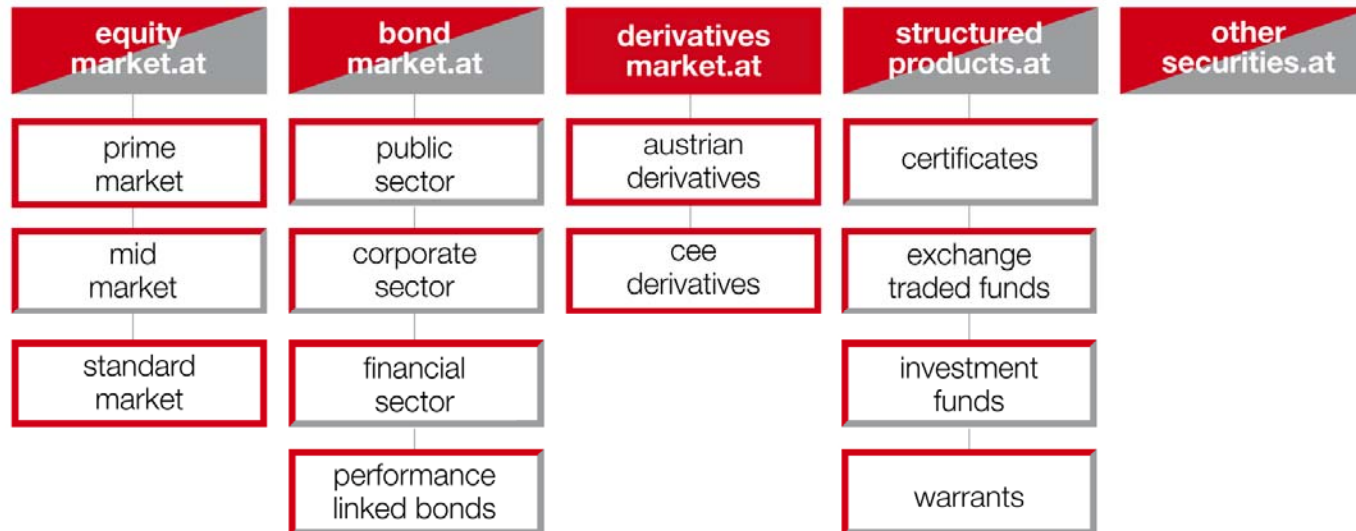 equity
market.at
prime
market
mid
market
standard
market
bond
market.at
public
sector
corporate
sector
financial
sector
performance
linked bonds
derivatives
market.at
austrian
derivatives
cee
derivatives
structured
products.at
certificates
exchange
traded funds
investment
funds
warrants
other
securities.at